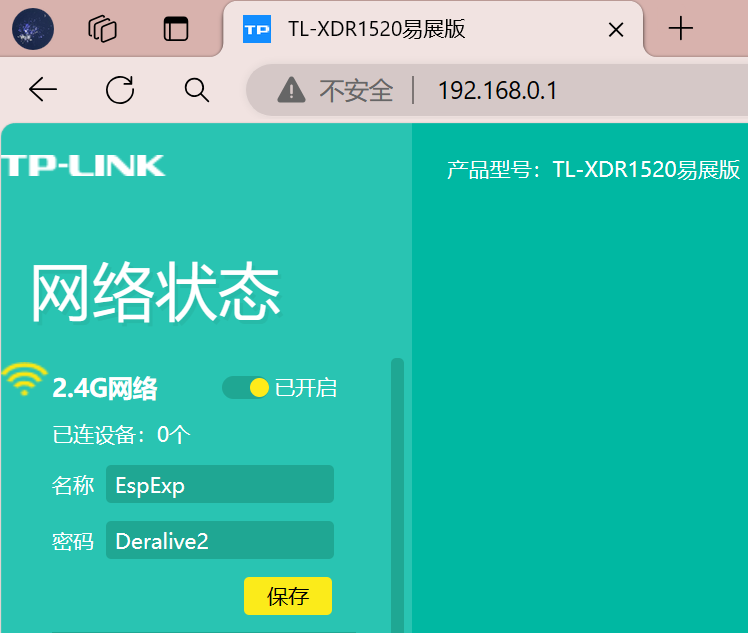 TP TL-XDR1520易展版
不安全 192.168.0.1
TP-LINK
产品型号：TL-XDR1520易展版
网络状态
2.4G网络 已开启
已连设备：0个
名称 EspExp
密码 Deralive2
保存